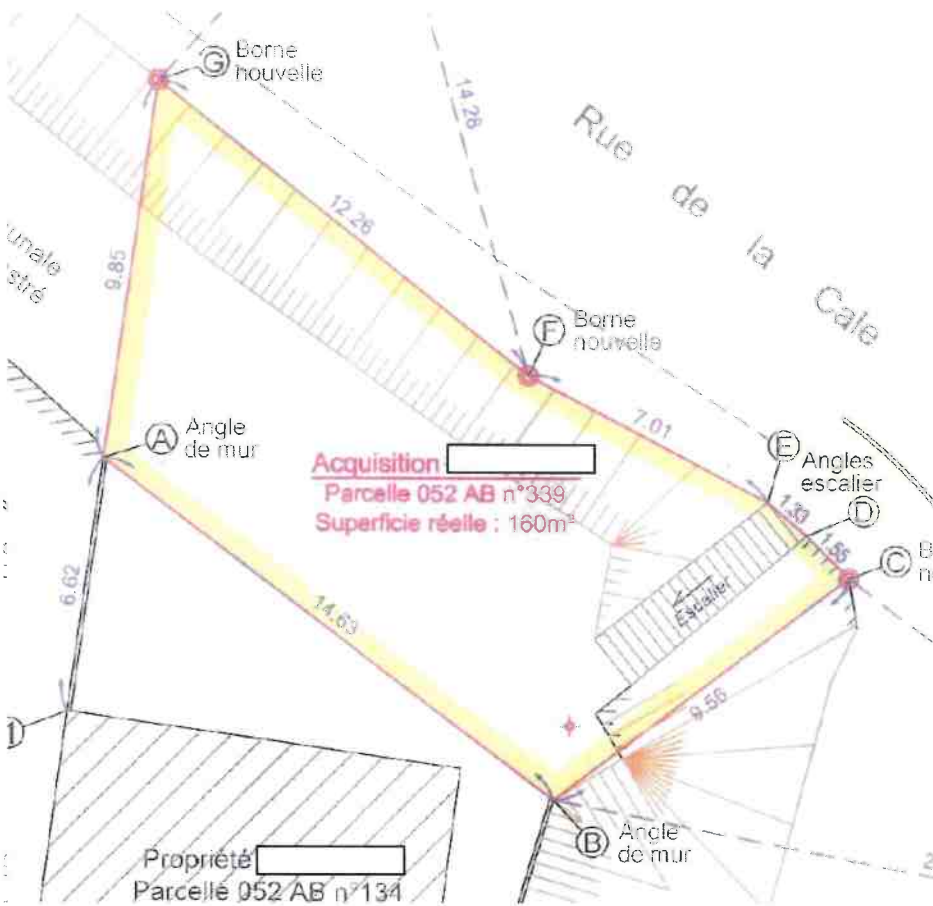 G Borne
nouvelle
14.28
Rue de la Cale
12.26
9.85
F Borne
nouvelle
7.01
A Angle
de mur
E Angles
escalier
Acquisition
Parcelle 052 AB n°339
Superficie réelle : 160m²
1.33
D
1.55
C
6.62
14.63
Escalier
9.56
B Angle
de mur
Propriété
Parcelle 052 AB n°134